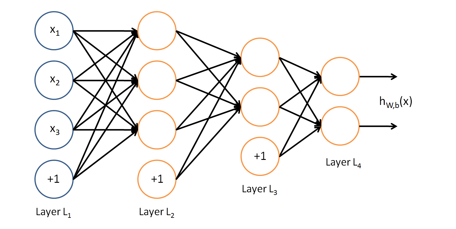 x1
x2
x3
+1
+1
+1
hW,b(x)
Layer L1
Layer L2
Layer L3
Layer L4